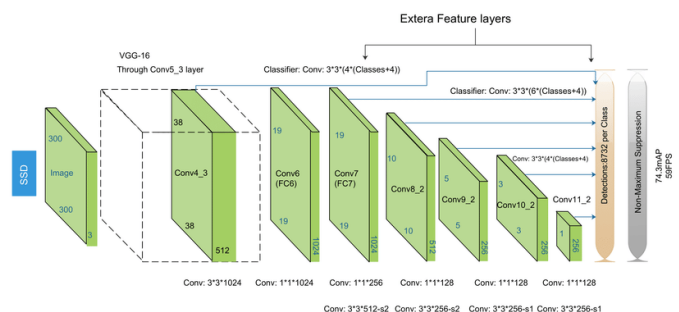 Extera Feature layers
VGG-16
Through Conv5_3 layer
Classifier: Conv: 3*3*(4*(Classes+4))
Classifier: Conv: 3*3*(6*(Classes+4))
SSD
300
Image
300
3
38
Conv4_3
38
512
19
Conv6
(FC6)
19
1024
19
Conv7
(FC7)
19
1024
10
Conv8_2
10
512
5
Conv9_2
5
256
Conv: 3*3*(4*(Classes+4)
3
Conv10_2
3
256
Conv11_2
1
256
Detections:8732 per Class
Non-Maximum Suppression
74.3mAP
59FPS
Conv: 3*3*1024
Conv: 1*1*1024
Conv: 1*1*256
Conv: 1*1*128
Conv: 1*1*128
Conv: 1*1*128
Conv: 3*3*512-s2
Conv: 3*3*256-s2
Conv: 3*3*256-s1
Conv: 3*3*256-s1